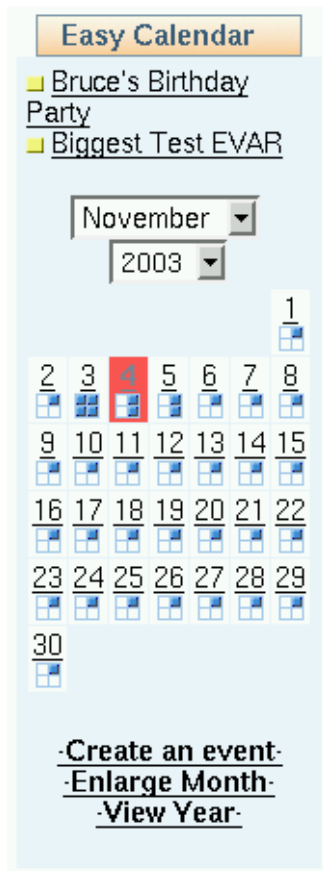 Easy Calendar
Bruce's Birthday
Party
Biggest Test EVAR
November
2003
1
2 3 4 5 6 7 8
9 10 11 12 13 14 15
16 17 18 19 20 21 22
23 24 25 26 27 28 29
30
·Create an event·
·Enlarge Month·
·View Year·